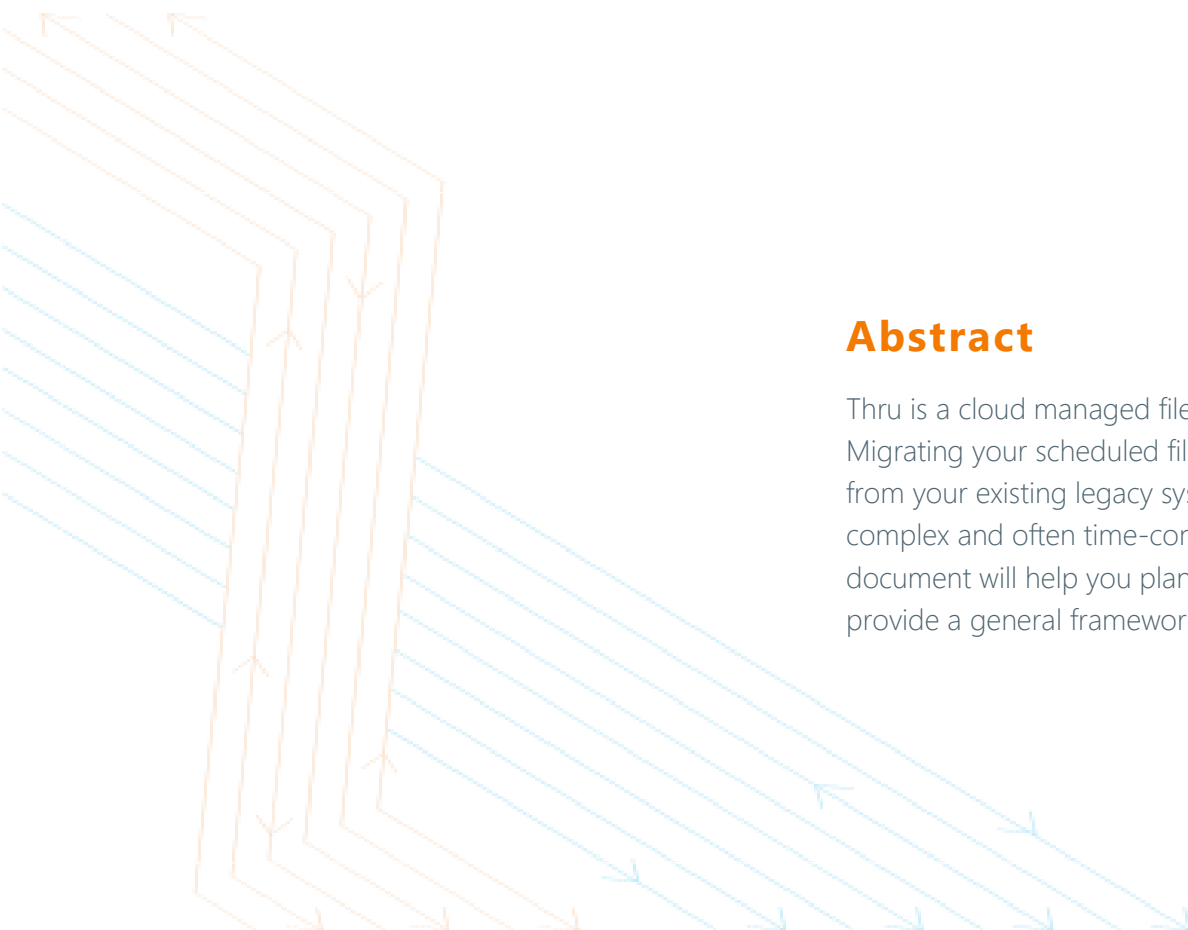 Abstract
Thru is a cloud managed file
Migrating your scheduled fil
from your existing legacy sy
complex and often time-cor
document will help you plan
provide a general framewor